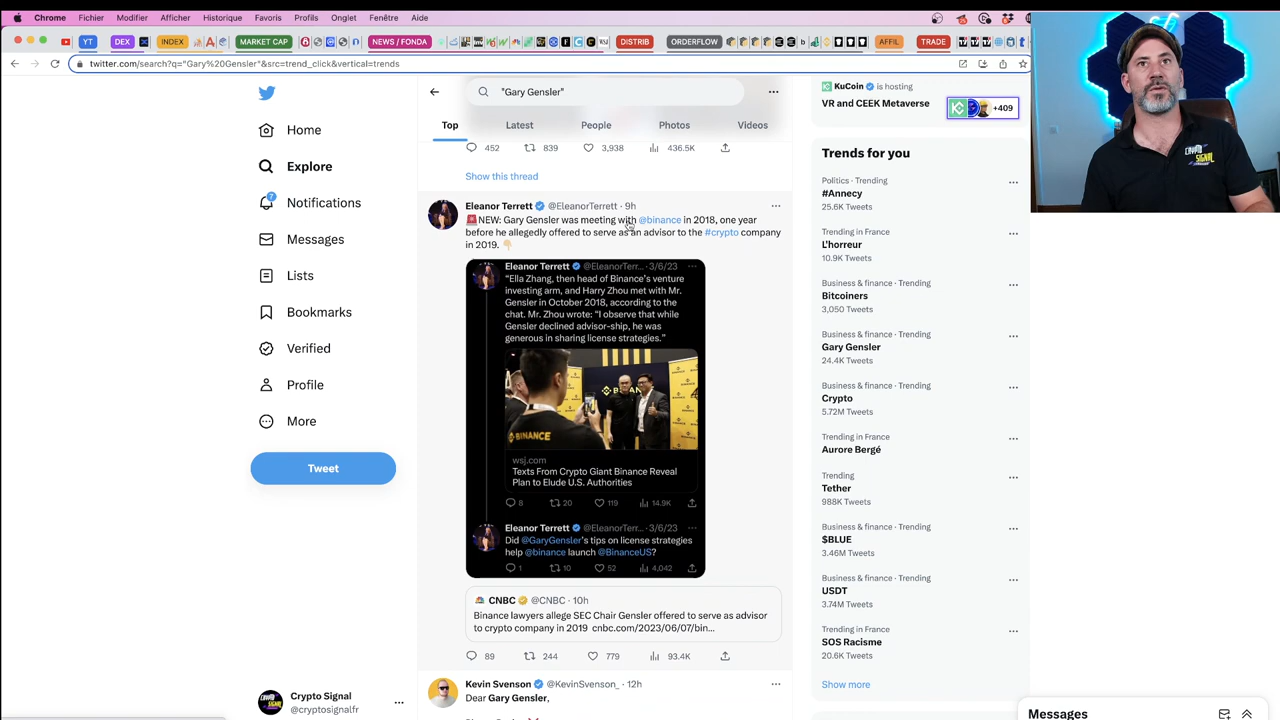 Chrome Fichier Modifier Afficher Historique Favoris Profils Onglet Fenêtre Aide
YT DEX INDEX MARKET CAP NEWS / FONDA DISTRIB ORDERFLOW AFFIL TRADE
twitter.com/search?q="Gary%20Gensler"&src=trend_click&vertical=trends
"Gary Gensler"
Top Latest People Photos Videos
Home
Explore
7
Notifications
Messages
Lists
Bookmarks
Verified
Profile
More
Tweet
Crypto Signal
@cryptosignalfr
452 839 3,938 436.5K
Show this thread
Eleanor Terrett @EleanorTerrett · 9h
🚨NEW: Gary Gensler was meeting with @binance in 2018, one year
before he allegedly offered to serve as an advisor to the #crypto company
in 2019. 👇🏼
Eleanor Terrett @EleanorTerr... · 3/6/23
"Ella Zhang, then head of Binance's venture
investing arm, and Harry Zhou met with Mr.
Gensler in October 2018, according to the
chat. Mr. Zhou wrote: "I observe that while
Gensler declined advisor-ship, he was
generous in sharing license strategies."
BINANCE
wsj.com
Texts From Crypto Giant Binance Reveal
Plan to Elude U.S. Authorities
8 20 119 14.9K
Eleanor Terrett @EleanorTerr... · 3/6/23
Did @GaryGensler's tips on license strategies
help @binance launch @BinanceUS?
1 10 52 4,042
CNBC @CNBC · 10h
Binance lawyers allege SEC Chair Gensler offered to serve as advisor
to crypto company in 2019 cnbc.com/2023/06/07/bin...
89 244 779 93.4K
Kevin Svenson @KevinSvenson_ · 12h
Dear Gary Gensler,
KuCoin is hosting
VR and CEEK Metaverse
+409
Trends for you
Politics · Trending
#Annecy
25.6K Tweets
Trending in France
L'horreur
10.9K Tweets
Business & finance · Trending
Bitcoiners
3,050 Tweets
Business & finance · Trending
Gary Gensler
24.4K Tweets
Business & finance · Trending
Crypto
5.72M Tweets
Trending in France
Aurore Bergé
Trending
Tether
988K Tweets
Business & finance · Trending
$BLUE
3.46M Tweets
Business & finance · Trending
USDT
3.74M Tweets
Trending in France
SOS Racisme
20.6K Tweets
Show more
Messages
CRYPTO
SIGNAL